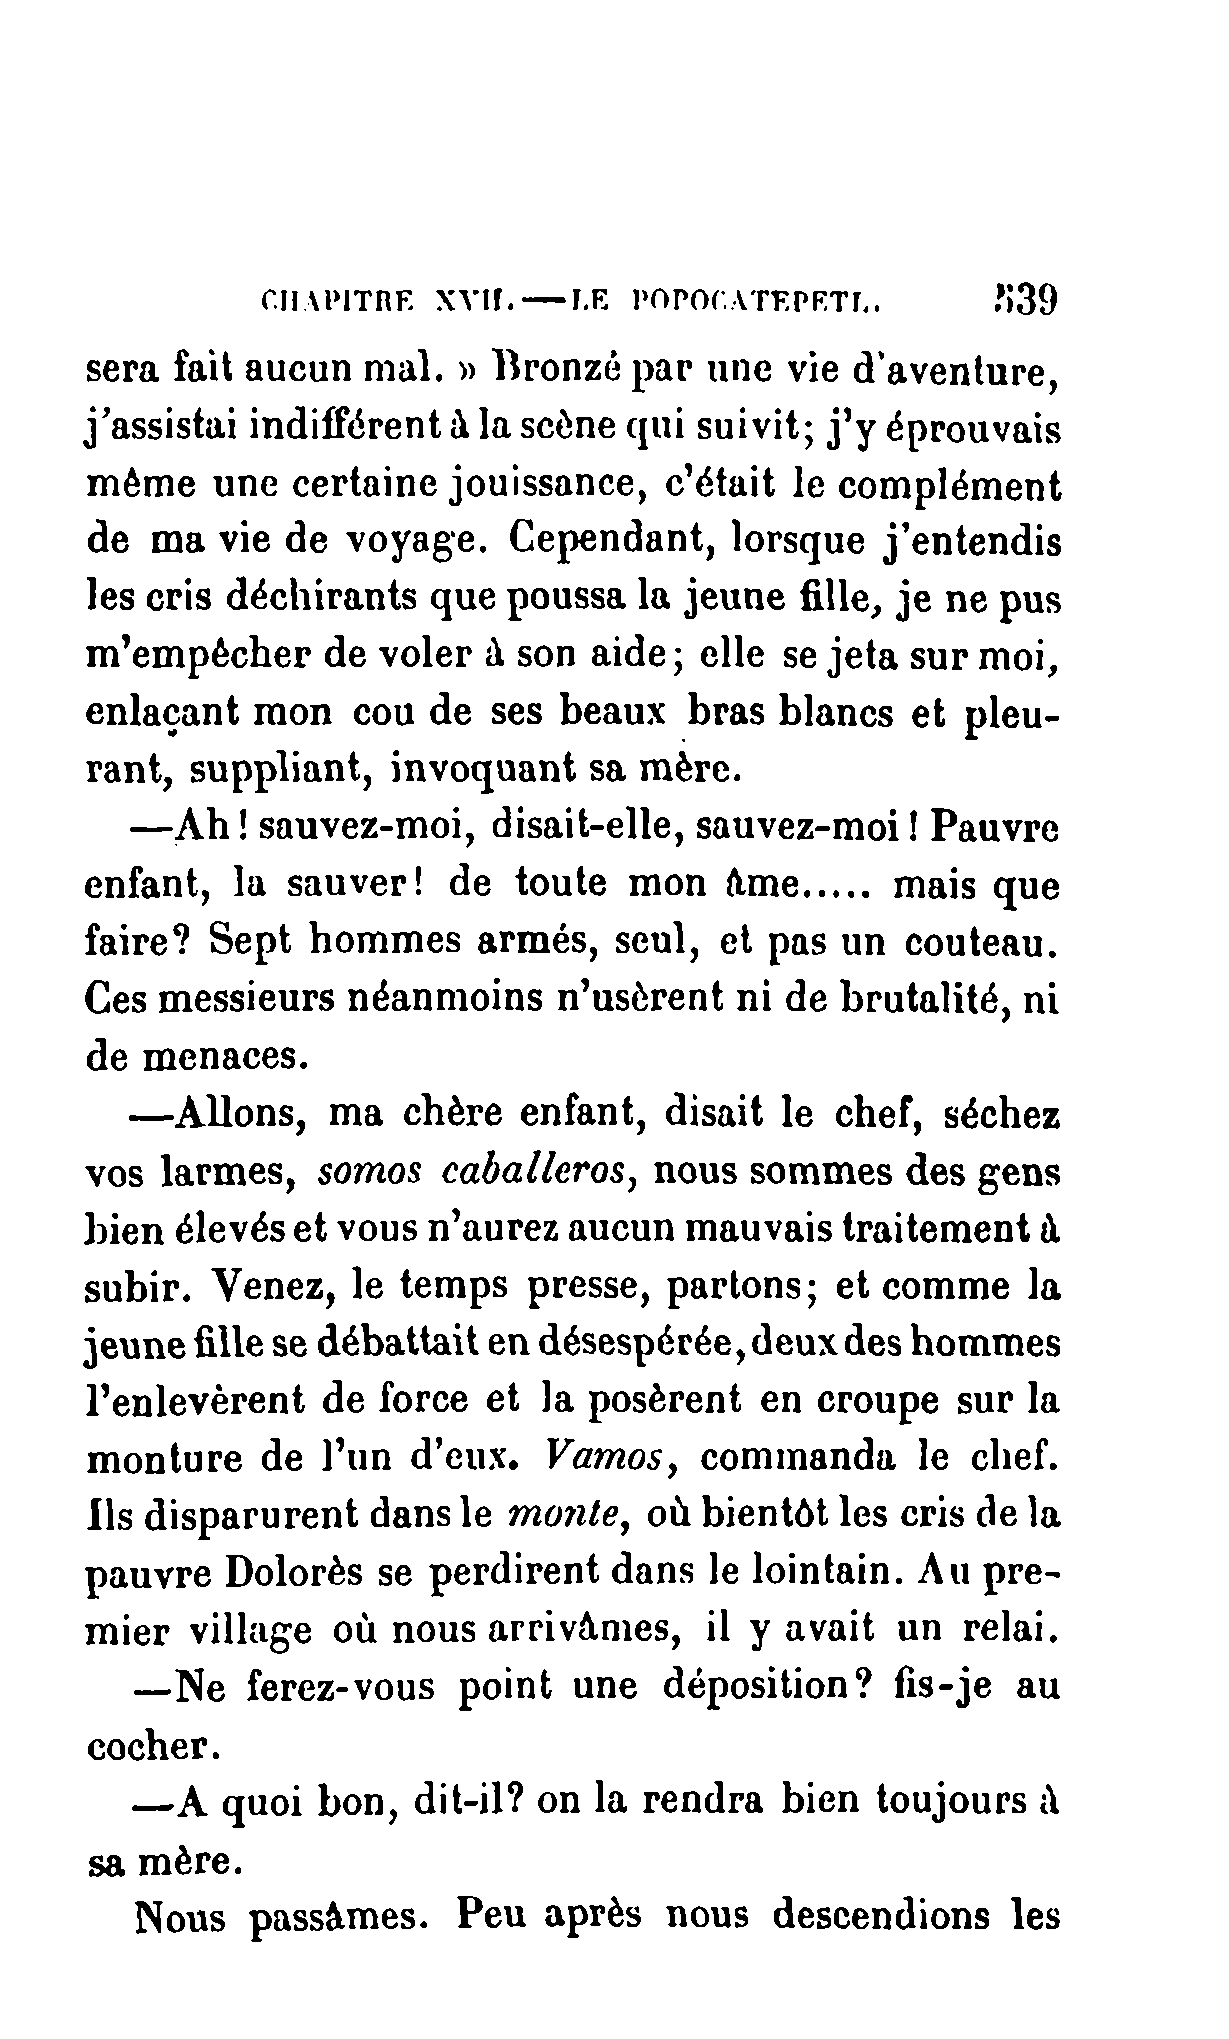 CHAPITRE XVII.—LE POPOCATEPETL. 539
sera fait aucun mal. » Bronzé par une vie d'aventure,
j'assistai indifférent à la scène qui suivit; j'y éprouvais
même une certaine jouissance, c'était le complément
de ma vie de voyage. Cependant, lorsque j'entendis
les cris déchirants que poussa la jeune fille, je ne pus
m'empêcher de voler à son aide; elle se jeta sur moi,
enlaçant mon cou de ses beaux bras blancs et pleu-
rant, suppliant, invoquant sa mère.
—Ah! sauvez-moi, disait-elle, sauvez-moi! Pauvre
enfant, la sauver! de toute mon âme..... mais que
faire? Sept hommes armés, seul, et pas un couteau.
Ces messieurs néanmoins n'usèrent ni de brutalité, ni
de menaces.
—Allons, ma chère enfant, disait le chef, séchez
vos larmes, somos caballeros, nous sommes des gens
bien élevés et vous n'aurez aucun mauvais traitement à
subir. Venez, le temps presse, partons; et comme la
jeune fille se débattait en désespérée, deux des hommes
l'enlevèrent de force et la posèrent en croupe sur la
monture de l'un d'eux. Vamos, commanda le chef.
Ils disparurent dans le monte, où bientôt les cris de la
pauvre Dolorès se perdirent dans le lointain. Au pre-
mier village où nous arrivâmes, il y avait un relai.
—Ne ferez-vous point une déposition? fis-je au
cocher.
—A quoi bon, dit-il? on la rendra bien toujours à
sa mère.
Nous passâmes. Peu après nous descendions les